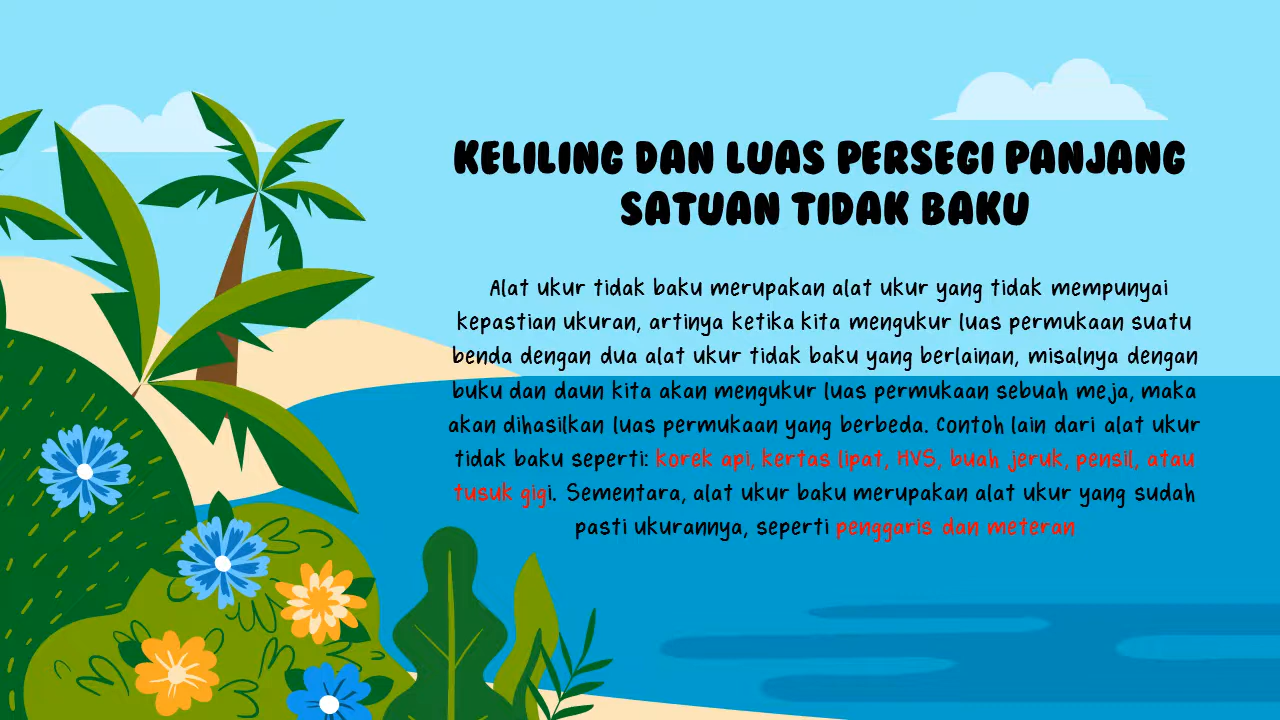 KELILING DAN LUAS PERSEGI PANJANG
SATUAN TIDAK BAKU
Alat ukur tidak baku merupakan alat ukur yang tidak mempunyai
kepastian ukuran, artinya ketika kita mengukur luas permukaan suatu
benda dengan dua alat ukur tidak baku yang berlainan, misalnya dengan
buku dan daun kita akan mengukur luas permukaan sebuah meja, maka
akan dihasilkan luas permukaan yang berbeda. Contoh lain dari alat ukur
tidak baku seperti: korek api, kertas lipat, HVS, buah jeruk, pensil, atau
tusuk gigi. Sementara, alat ukur baku merupakan alat ukur yang sudah
pasti ukurannya, seperti penggaris dan meteran